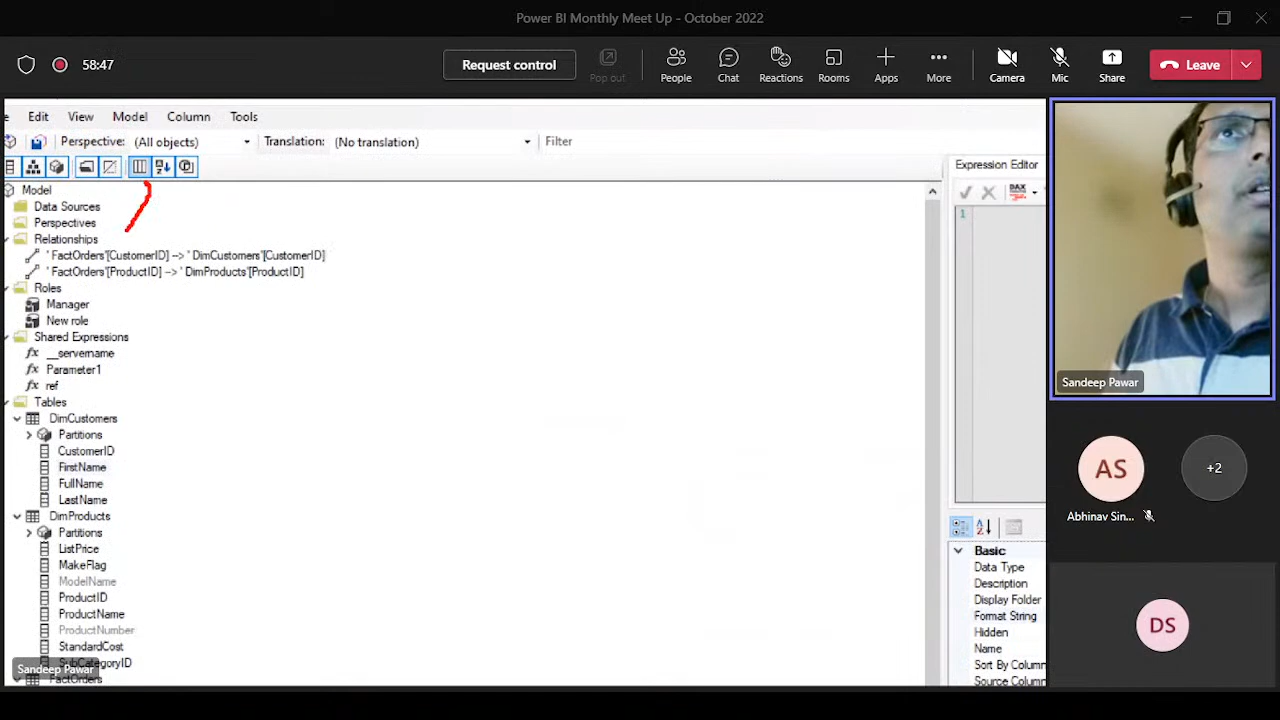 Power BI Monthly Meet Up - October 2022
58:47
Request control
Pop out
People
Chat
Reactions
Rooms
Apps
More
Camera
Mic
Share
Leave
e Edit View Model Column Tools
Perspective: (All objects) Translation: (No translation) Filter
Model
Data Sources
Perspectives
Relationships
' FactOrders'[CustomerID] --> ' DimCustomers'[CustomerID]
' FactOrders'[ProductID] --> ' DimProducts'[ProductID]
Roles
Manager
New role
Shared Expressions
fx __servername
fx Parameter1
fx ref
Tables
DimCustomers
Partitions
CustomerID
FirstName
FullName
LastName
DimProducts
Partitions
ListPrice
MakeFlag
ModelName
ProductID
ProductName
ProductNumber
StandardCost
SubCategoryID
FactOrders
Sandeep Pawar
Expression Editor
DAX
1
Basic
Data Type
Description
Display Folder
Format String
Hidden
Name
Sort By Column
Source Column
Sandeep Pawar
AS
+2
Abhinav Sin...
DS